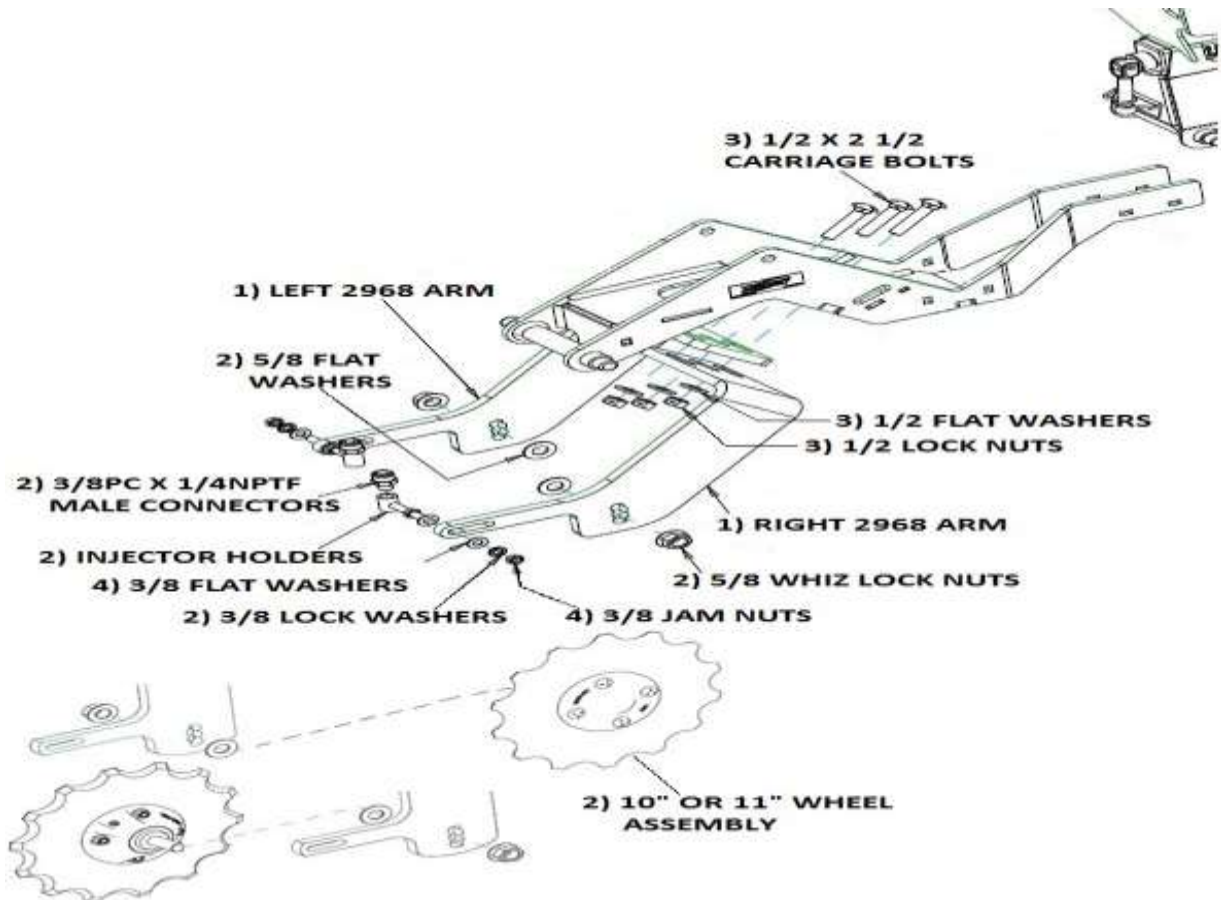 3) 1/2 X 2 1/2
CARRIAGE BOLTS
1) LEFT 2968 ARM
2) 5/8 FLAT
WASHERS
3) 1/2 FLAT WASHERS
3) 1/2 LOCK NUTS
2) 3/8PC X 1/4NPTF
MALE CONNECTORS
1) RIGHT 2968 ARM
2) INJECTOR HOLDERS
2) 5/8 WHIZ LOCK NUTS
4) 3/8 FLAT WASHERS
2) 3/8 LOCK WASHERS
4) 3/8 JAM NUTS
2) 10" OR 11" WHEEL
ASSEMBLY